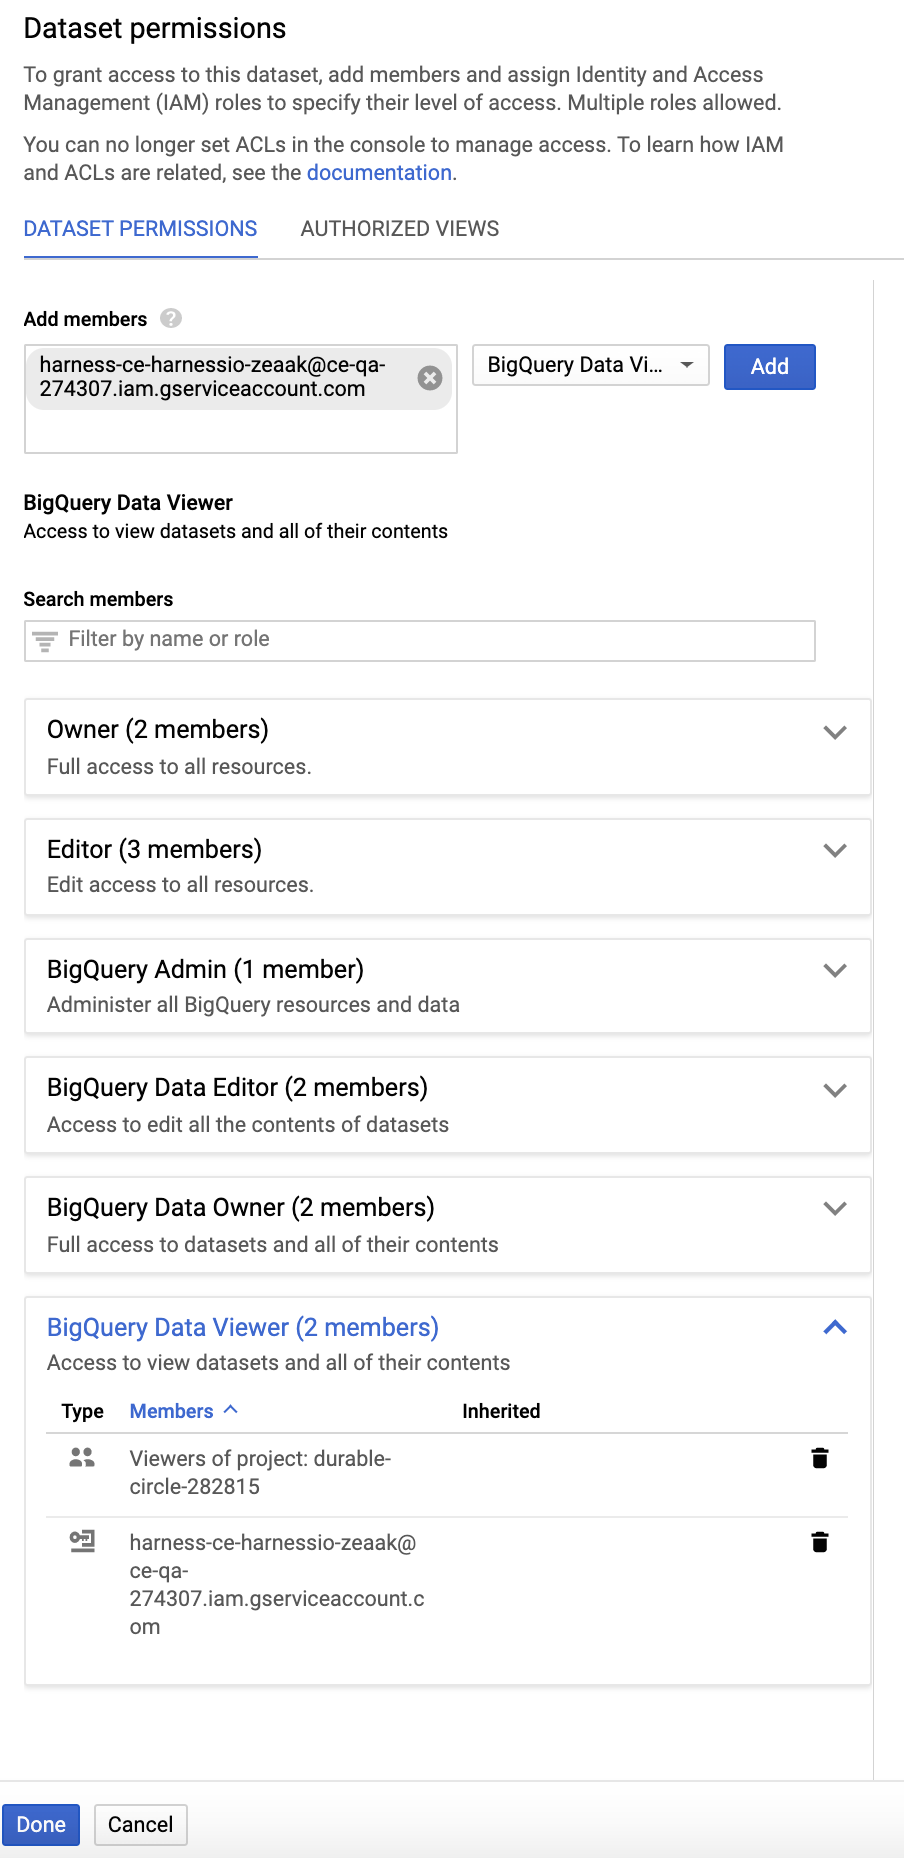 Dataset permissions
To grant access to this dataset, add members and assign Identity and Access
Management (IAM) roles to specify their level of access. Multiple roles allowed.
You can no longer set ACLs in the console to manage access. To learn how IAM
and ACLs are related, see the documentation.
DATASET PERMISSIONS AUTHORIZED VIEWS
Add members ?
harness-ce-harnessio-zeaak@ce-qa-
274307.iam.gserviceaccount.com
BigQuery Data Vi... Add
BigQuery Data Viewer
Access to view datasets and all of their contents
Search members
Filter by name or role
Owner (2 members)
Full access to all resources.
Editor (3 members)
Edit access to all resources.
BigQuery Admin (1 member)
Administer all BigQuery resources and data
BigQuery Data Editor (2 members)
Access to edit all the contents of datasets
BigQuery Data Owner (2 members)
Full access to datasets and all of their contents
BigQuery Data Viewer (2 members)
Access to view datasets and all of their contents
Type Members Inherited
Viewers of project: durable-
circle-282815
harness-ce-harnessio-zeaak@
ce-qa-
274307.iam.gserviceaccount.c
om
Done Cancel